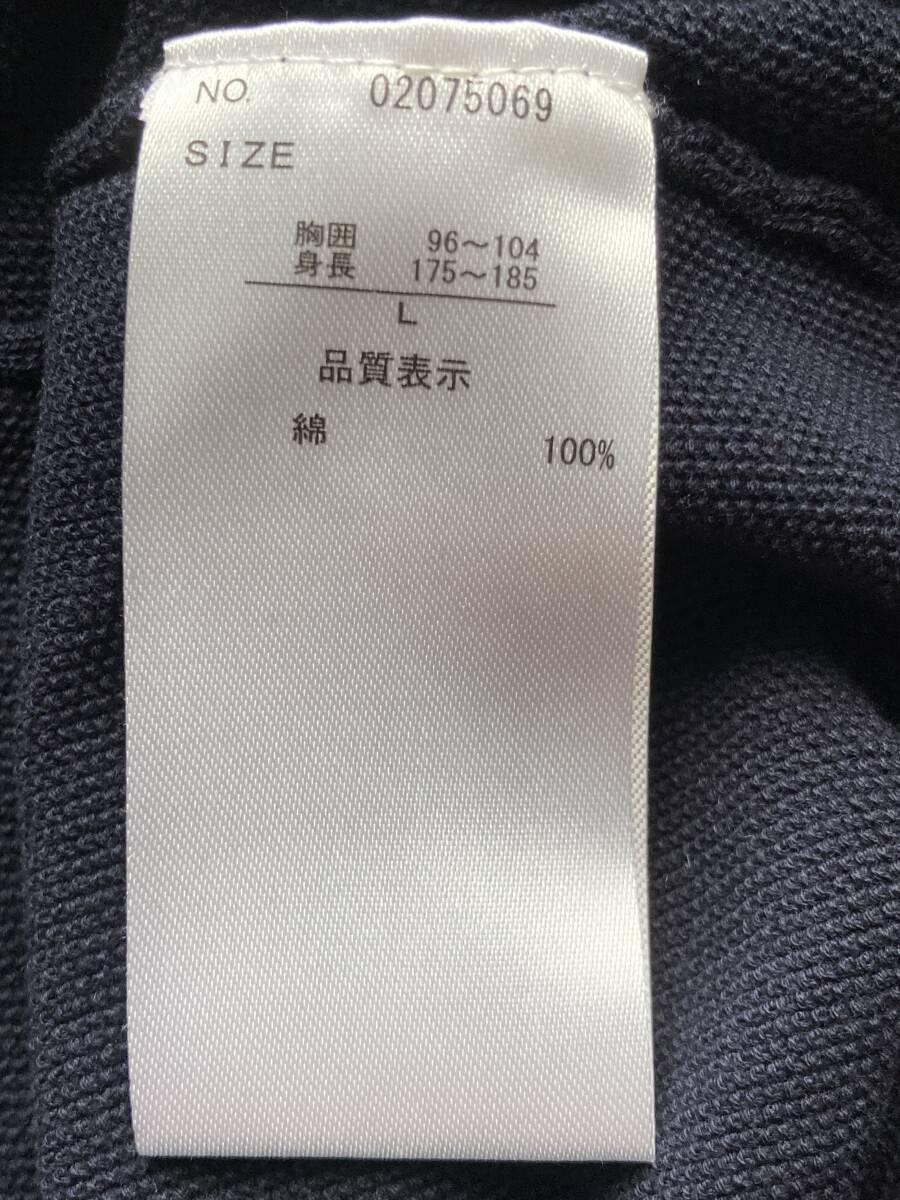 NO. 02075069
SIZE
胸囲 96～104
身長 175～185
L
品質表示
綿 100%